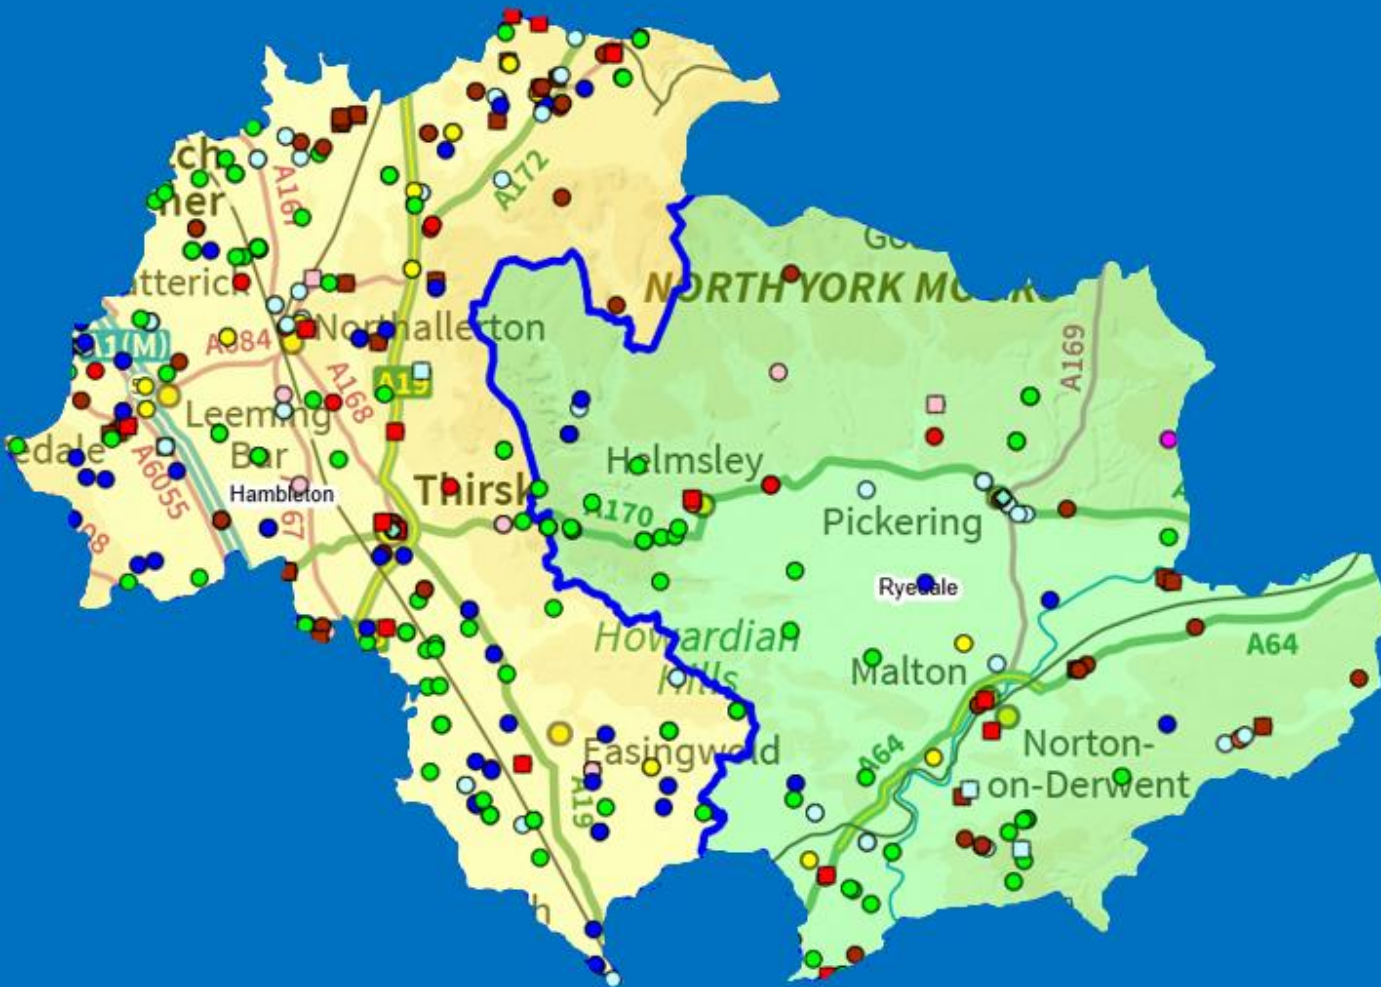 A172
A167
NORTH YORK MO
Northallerton
A684
A1(M)
A19
A168
A169
Leeming
Bar
Helmsley
Thirsk
Hambleton
A6055
A170
Pickering
Ryedale
Howardian
Hills
Malton
A64
Easingwold
A64
Norton-
on-Derwent
A19